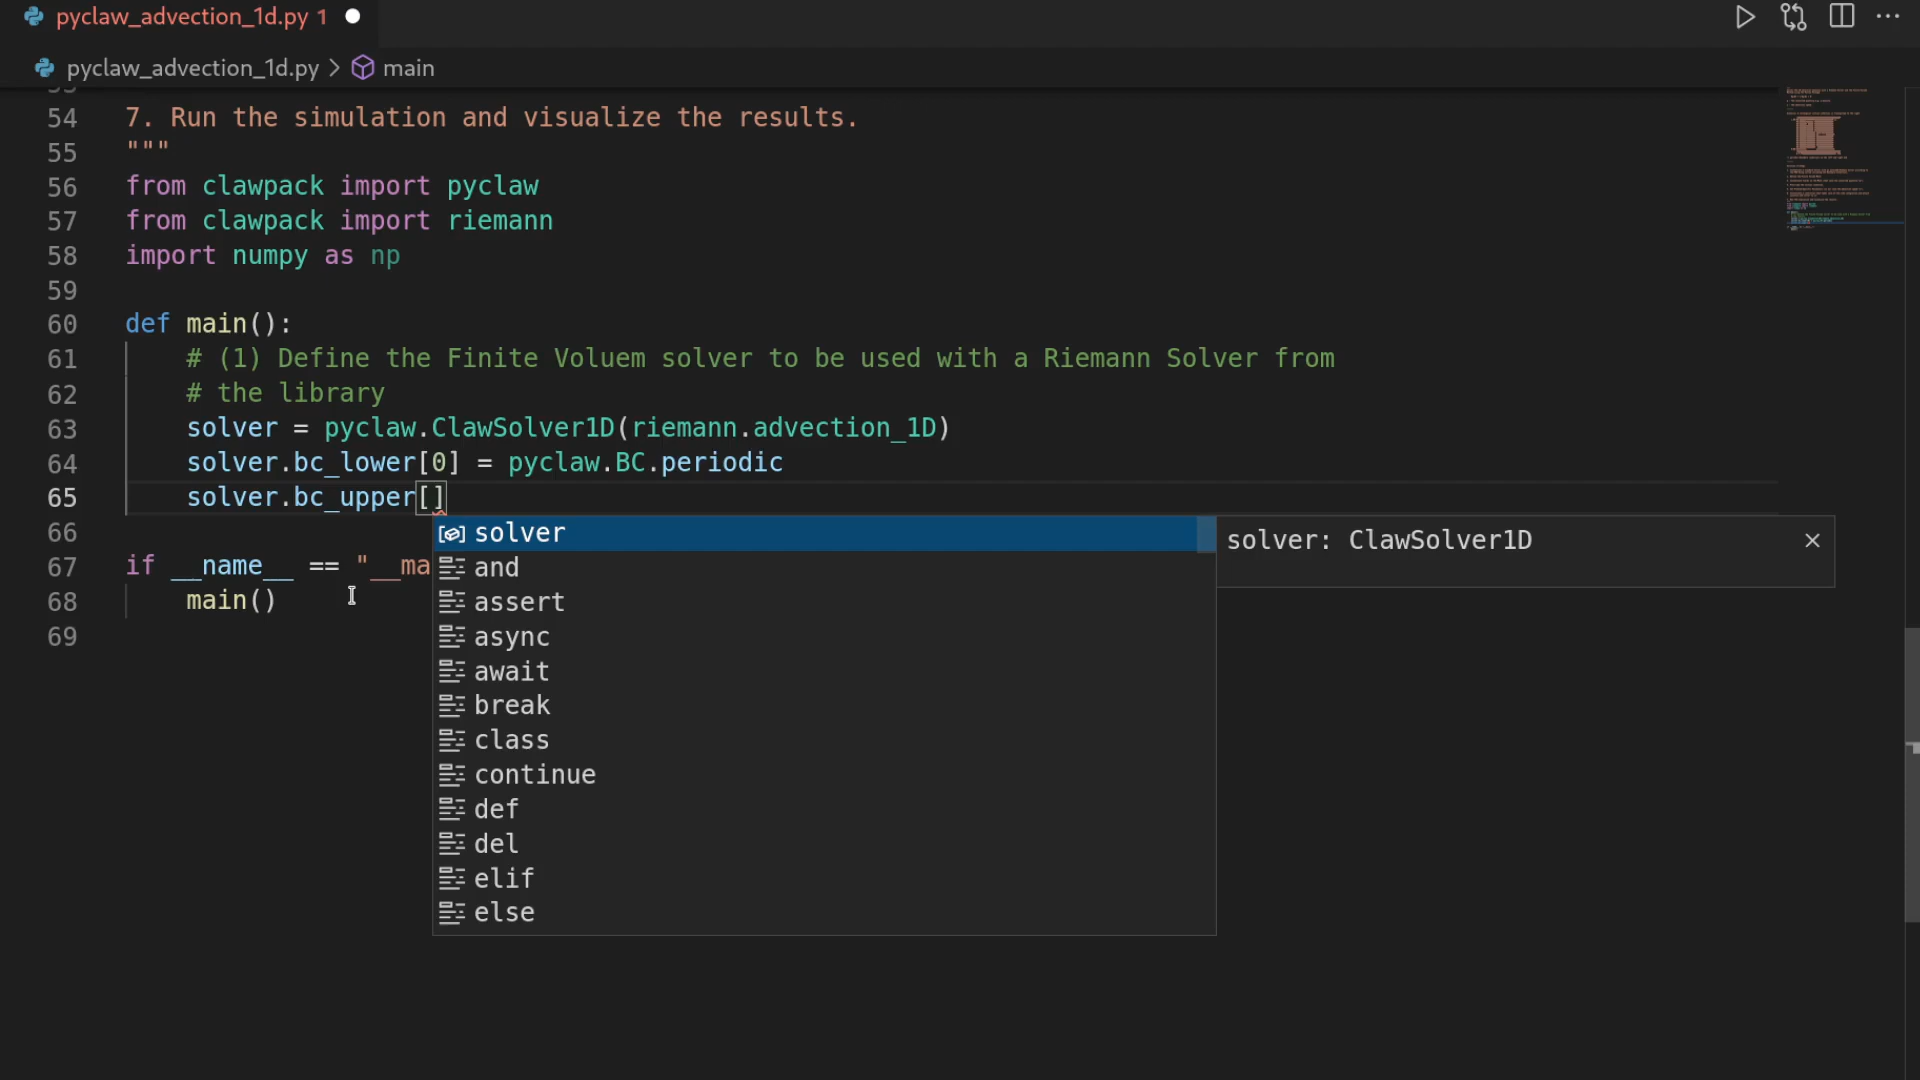 pyclaw_advection_1d.py 1
pyclaw_advection_1d.py > main
54 7. Run the simulation and visualize the results.
55 """
56 from clawpack import pyclaw
57 from clawpack import riemann
58 import numpy as np
59
60 def main():
61 # (1) Define the Finite Voluem solver to be used with a Riemann Solver from
62 # the library
63 solver = pyclaw.ClawSolver1D(riemann.advection_1D)
64 solver.bc_lower[0] = pyclaw.BC.periodic
65 solver.bc_upper[]
66
67 if __name__ == "__ma
68 main()
69
solver
and
assert
async
await
break
class
continue
def
del
elif
else
solver: ClawSolver1D